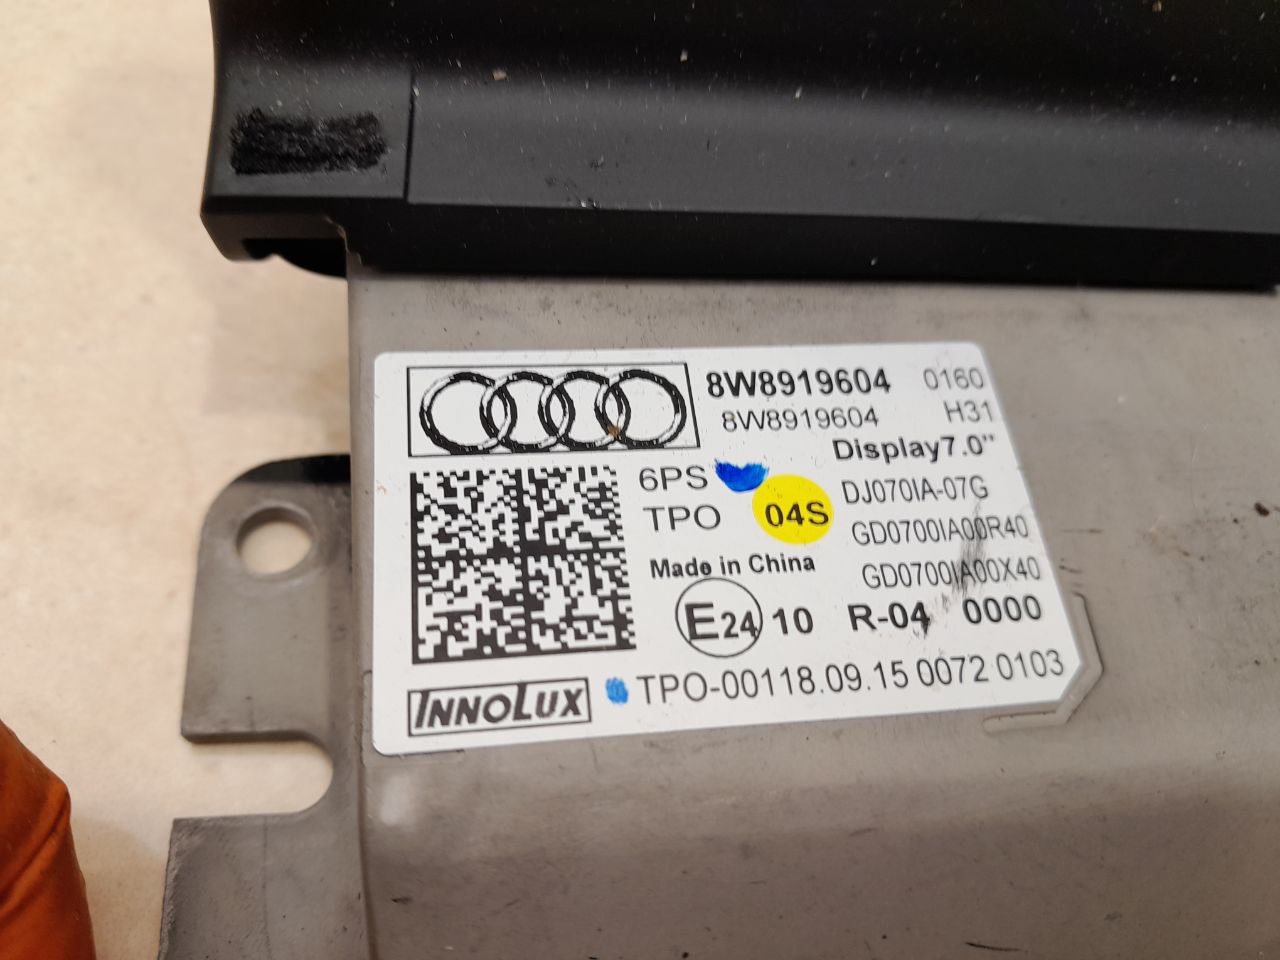 8W8919604 0160
8W8919604 H31
Display7.0"
6PS DJ070IA-07G
TPO 04S GD0700IA00R40
Made in China GD0700IA00X40
E24 10 R-04 0000
INNOLUX TPO-00118.09.15 0072 0103